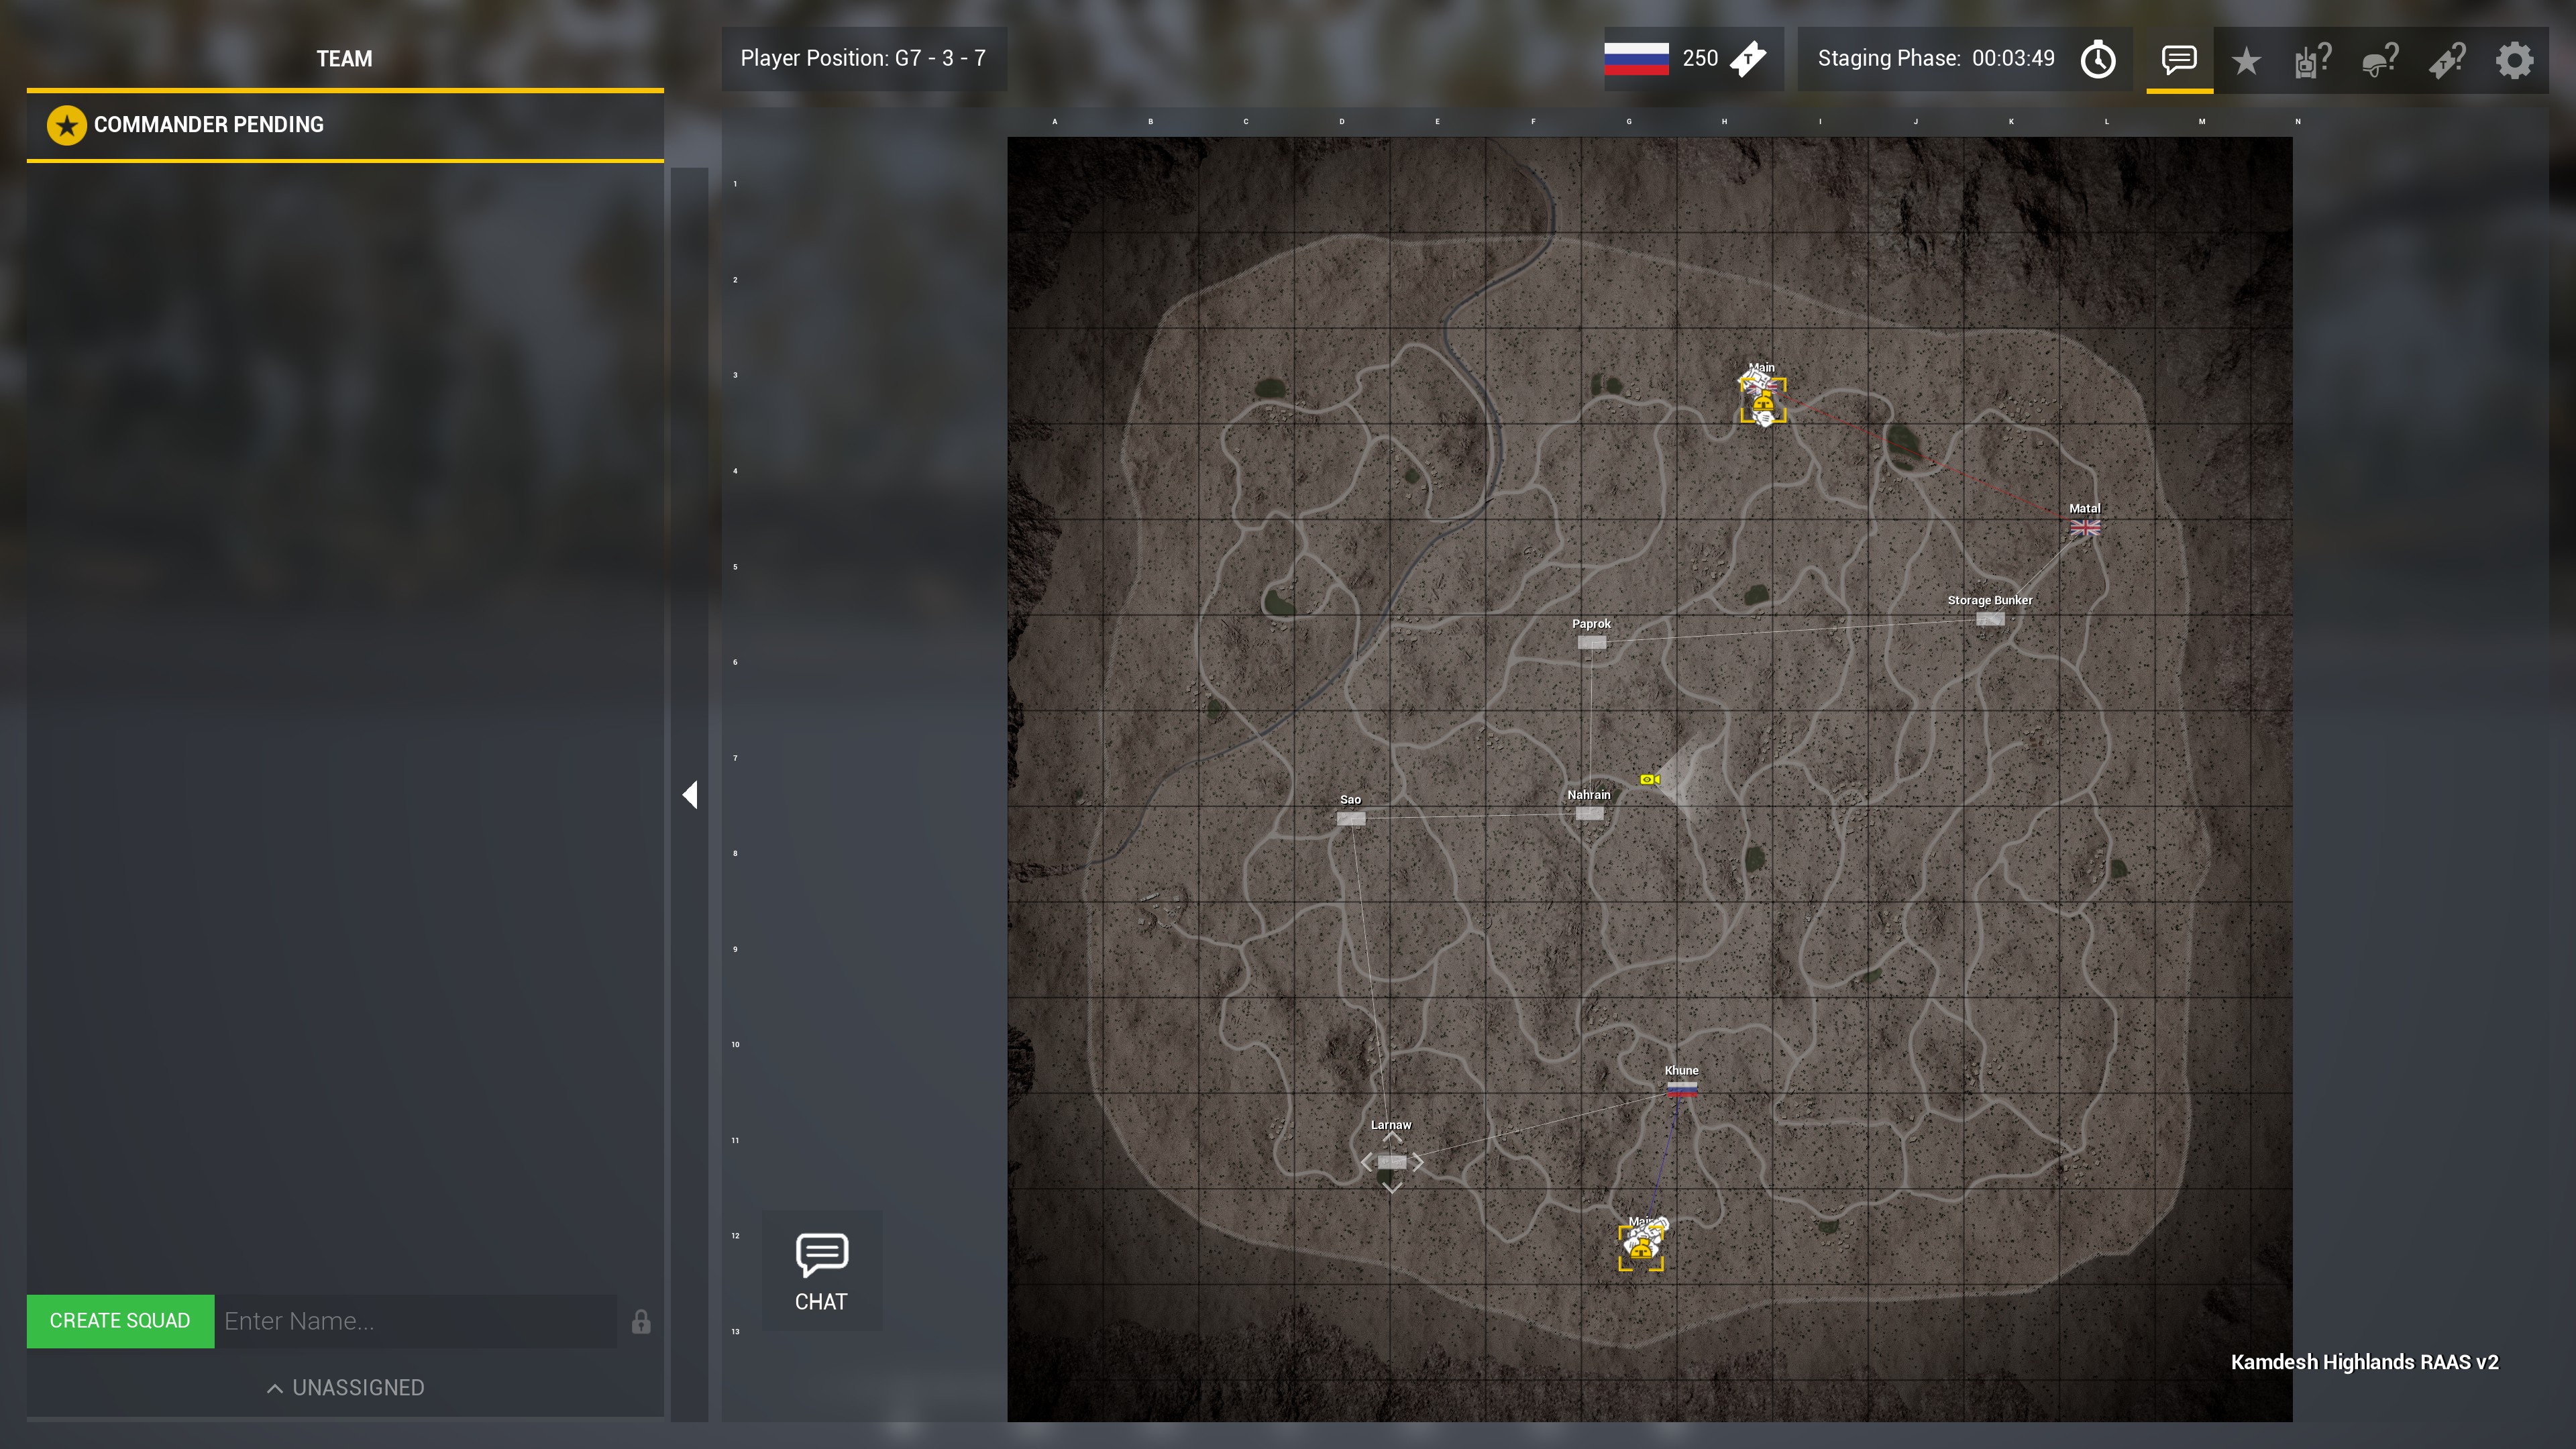 TEAM
Player Position: G7 - 3 - 7
250
Staging Phase: 00:03:49
COMMANDER PENDING
A B C D E F G H I J K L M N
1
2
3
4
5
6
7
8
9
10
11
12
13
Main
Matal
Storage Bunker
Paprok
Nahrain
Sao
Khune
Larnaw
Main
CHAT
CREATE SQUAD
Enter Name...
UNASSIGNED
Kamdesh Highlands RAAS v2